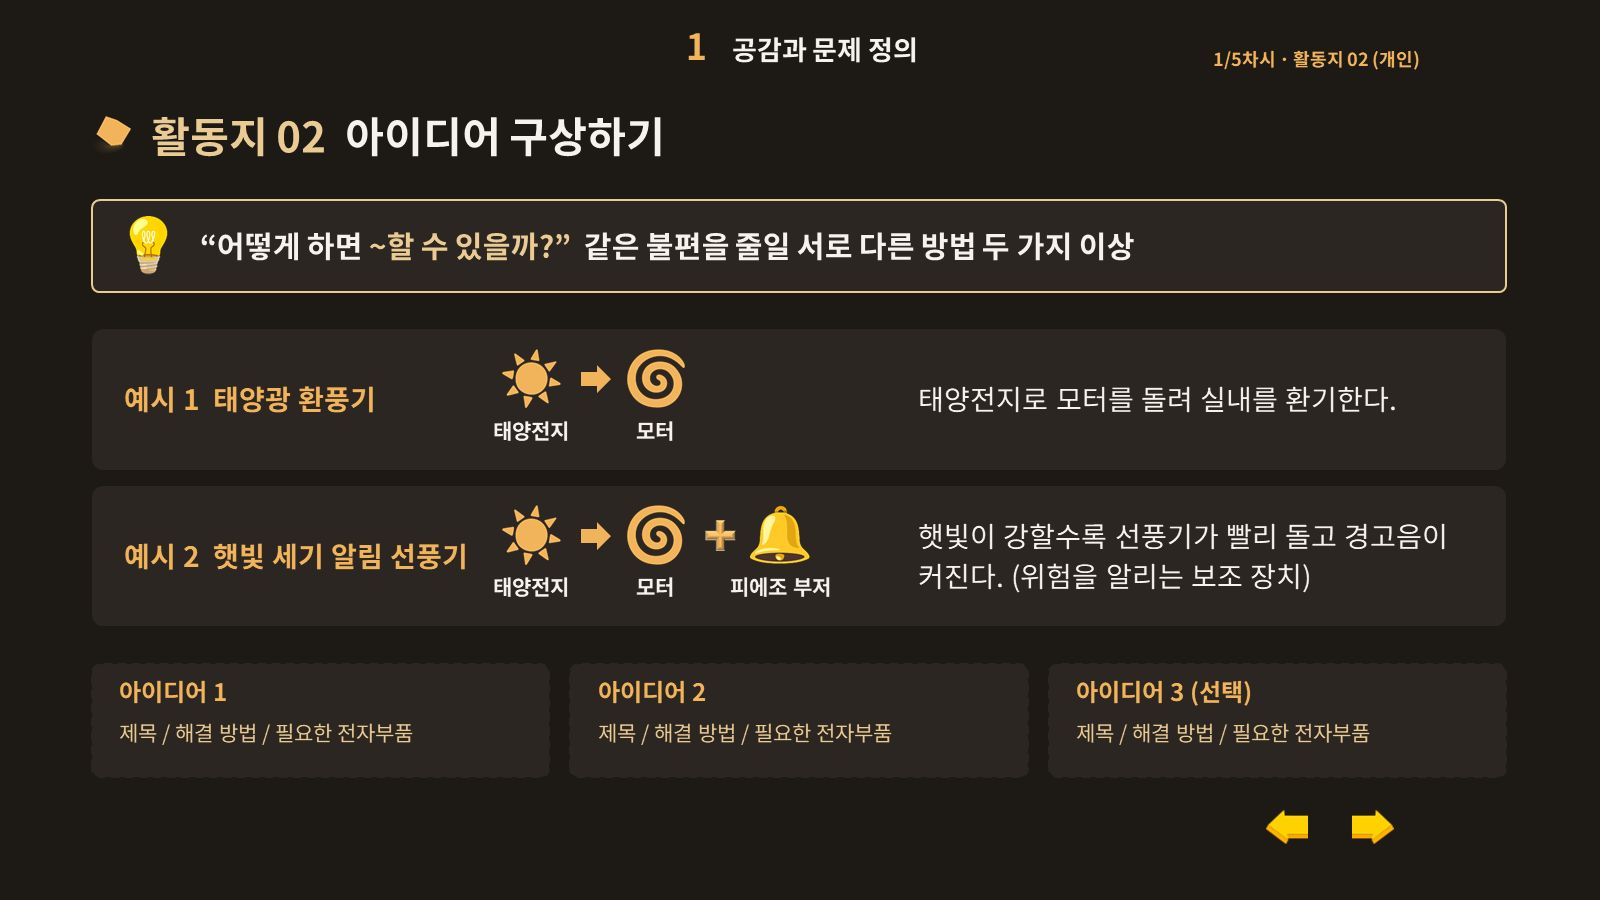 1 공감과 문제 정의
1/5차시 · 활동지 02 (개인)
활동지 02 아이디어 구상하기
“어떻게 하면 ~할 수 있을까?” 같은 불편을 줄일 서로 다른 방법 두 가지 이상
예시 1 태양광 환풍기
태양전지
모터
태양전지로 모터를 돌려 실내를 환기한다.
예시 2 햇빛 세기 알림 선풍기
태양전지
모터
피에조 부저
햇빛이 강할수록 선풍기가 빨리 돌고 경고음이
커진다. (위험을 알리는 보조 장치)
아이디어 1
제목 / 해결 방법 / 필요한 전자부품
아이디어 2
제목 / 해결 방법 / 필요한 전자부품
아이디어 3 (선택)
제목 / 해결 방법 / 필요한 전자부품